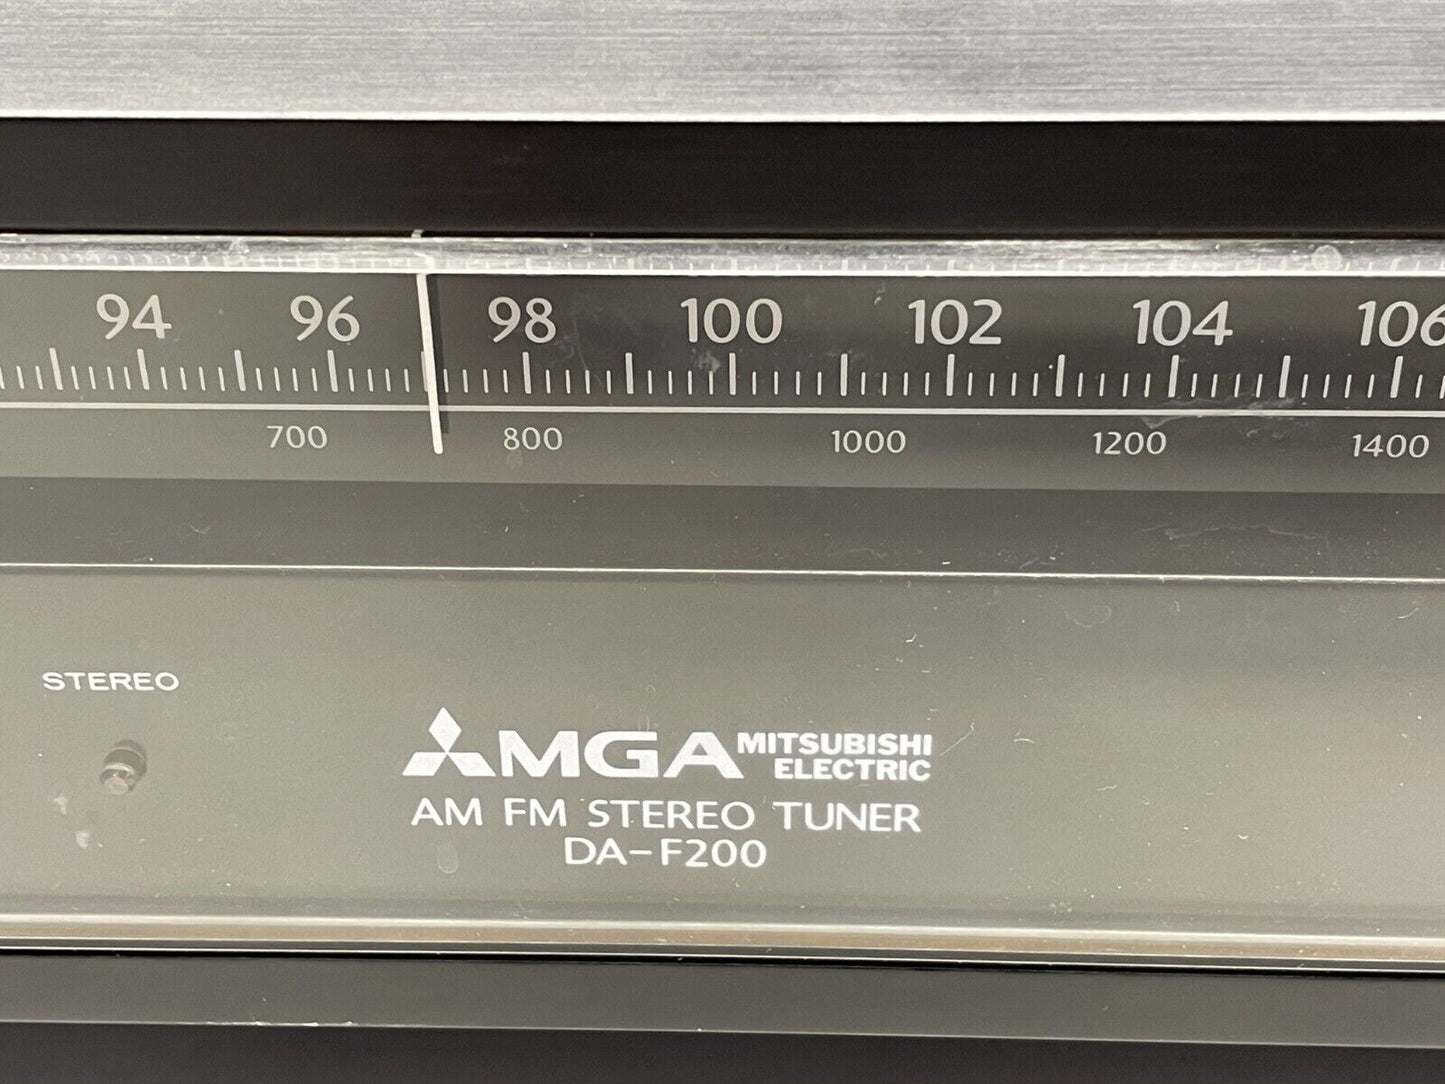 94 96 98 100 102 104 106
700 800 1000 1200 1400
STEREO
MGA MITSUBISHI
ELECTRIC
AM FM STEREO TUNER
DA-F200